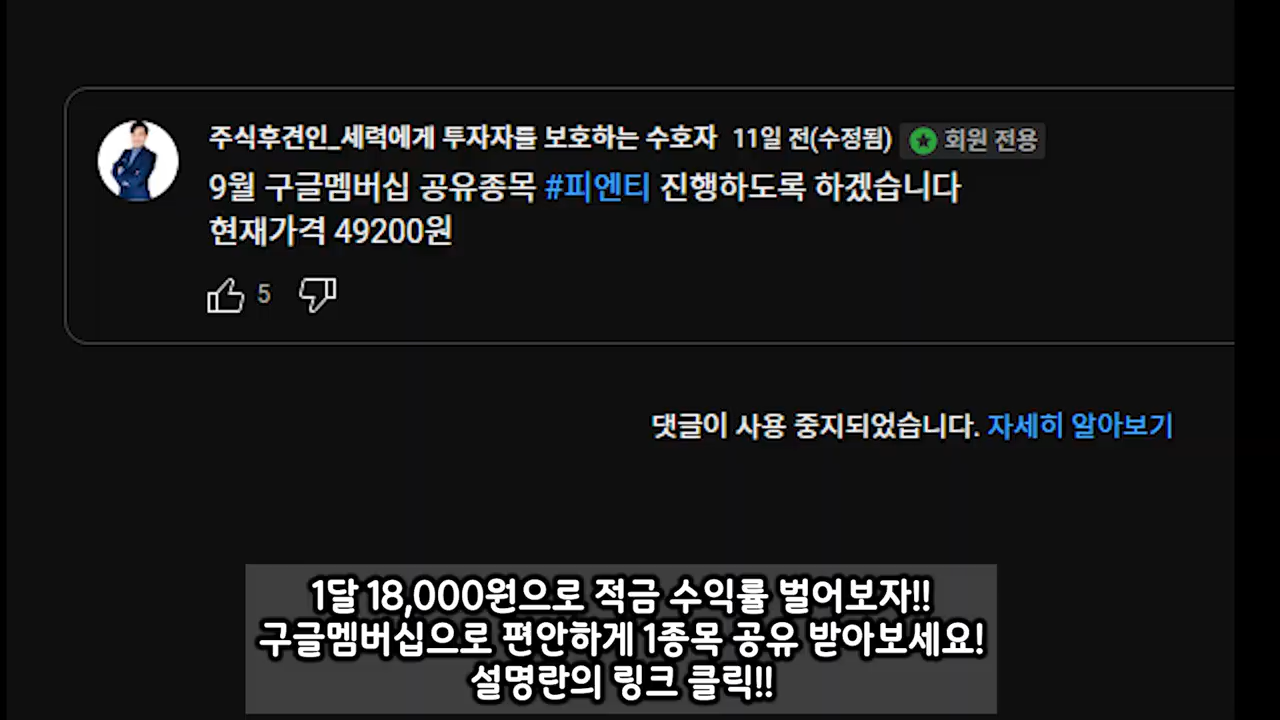 주식후견인_세력에게 투자자를 보호하는 수호자 11일 전(수정됨) 회원 전용
9월 구글멤버십 공유종목 #피엔티 진행하도록 하겠습니다
현재가격 49200원
5
댓글이 사용 중지되었습니다. 자세히 알아보기
1달 18,000원으로 적금 수익률 벌어보자!!
구글멤버십으로 편안하게 1종목 공유 받아보세요!
설명란의 링크 클릭!!